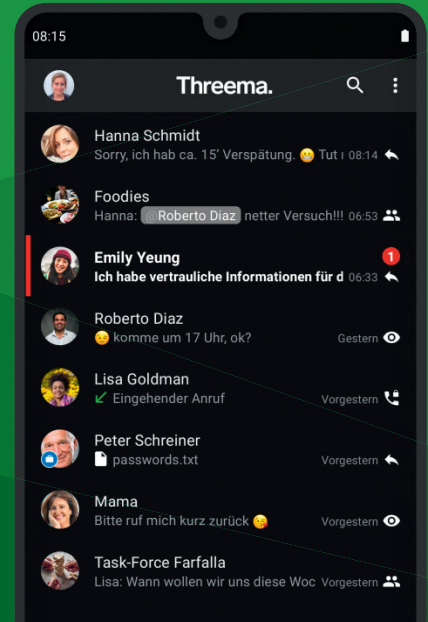 08:15
Threema.
Hanna Schmidt
Sorry, ich hab ca. 15' Verspätung. 😬 Tut 08:14
Foodies
Hanna: @Roberto Diaz netter Versuch!!! 06:53
Emily Yeung 1
Ich habe vertrauliche Informationen für d 06:33
Roberto Diaz
😉 komme um 17 Uhr, ok? Gestern
Lisa Goldman
Eingehender Anruf Vorgestern
Peter Schreiner
passwords.txt Vorgestern
Mama
Bitte ruf mich kurz zurück 😘 Vorgestern
Task-Force Farfalla
Lisa: Wann wollen wir uns diese Woc Vorgestern